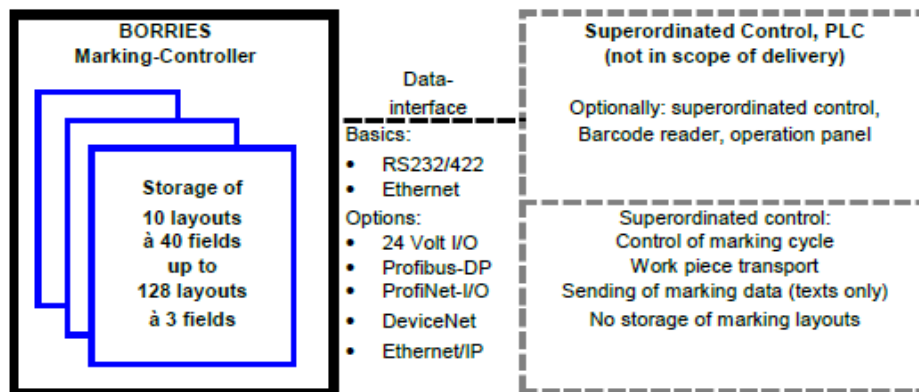 BORRIES
Marking-Controller
Storage of
10 layouts
à 40 fields
up to
128 layouts
à 3 fields
Data-
interface
Basics:
• RS232/422
• Ethernet
Options:
• 24 Volt I/O
• Profibus-DP
• ProfiNet-I/O
• DeviceNet
• Ethernet/IP
Superordinated Control, PLC
(not in scope of delivery)
Optionally: superordinated control,
Barcode reader, operation panel
Superordinated control:
Control of marking cycle
Work piece transport
Sending of marking data (texts only)
No storage of marking layouts